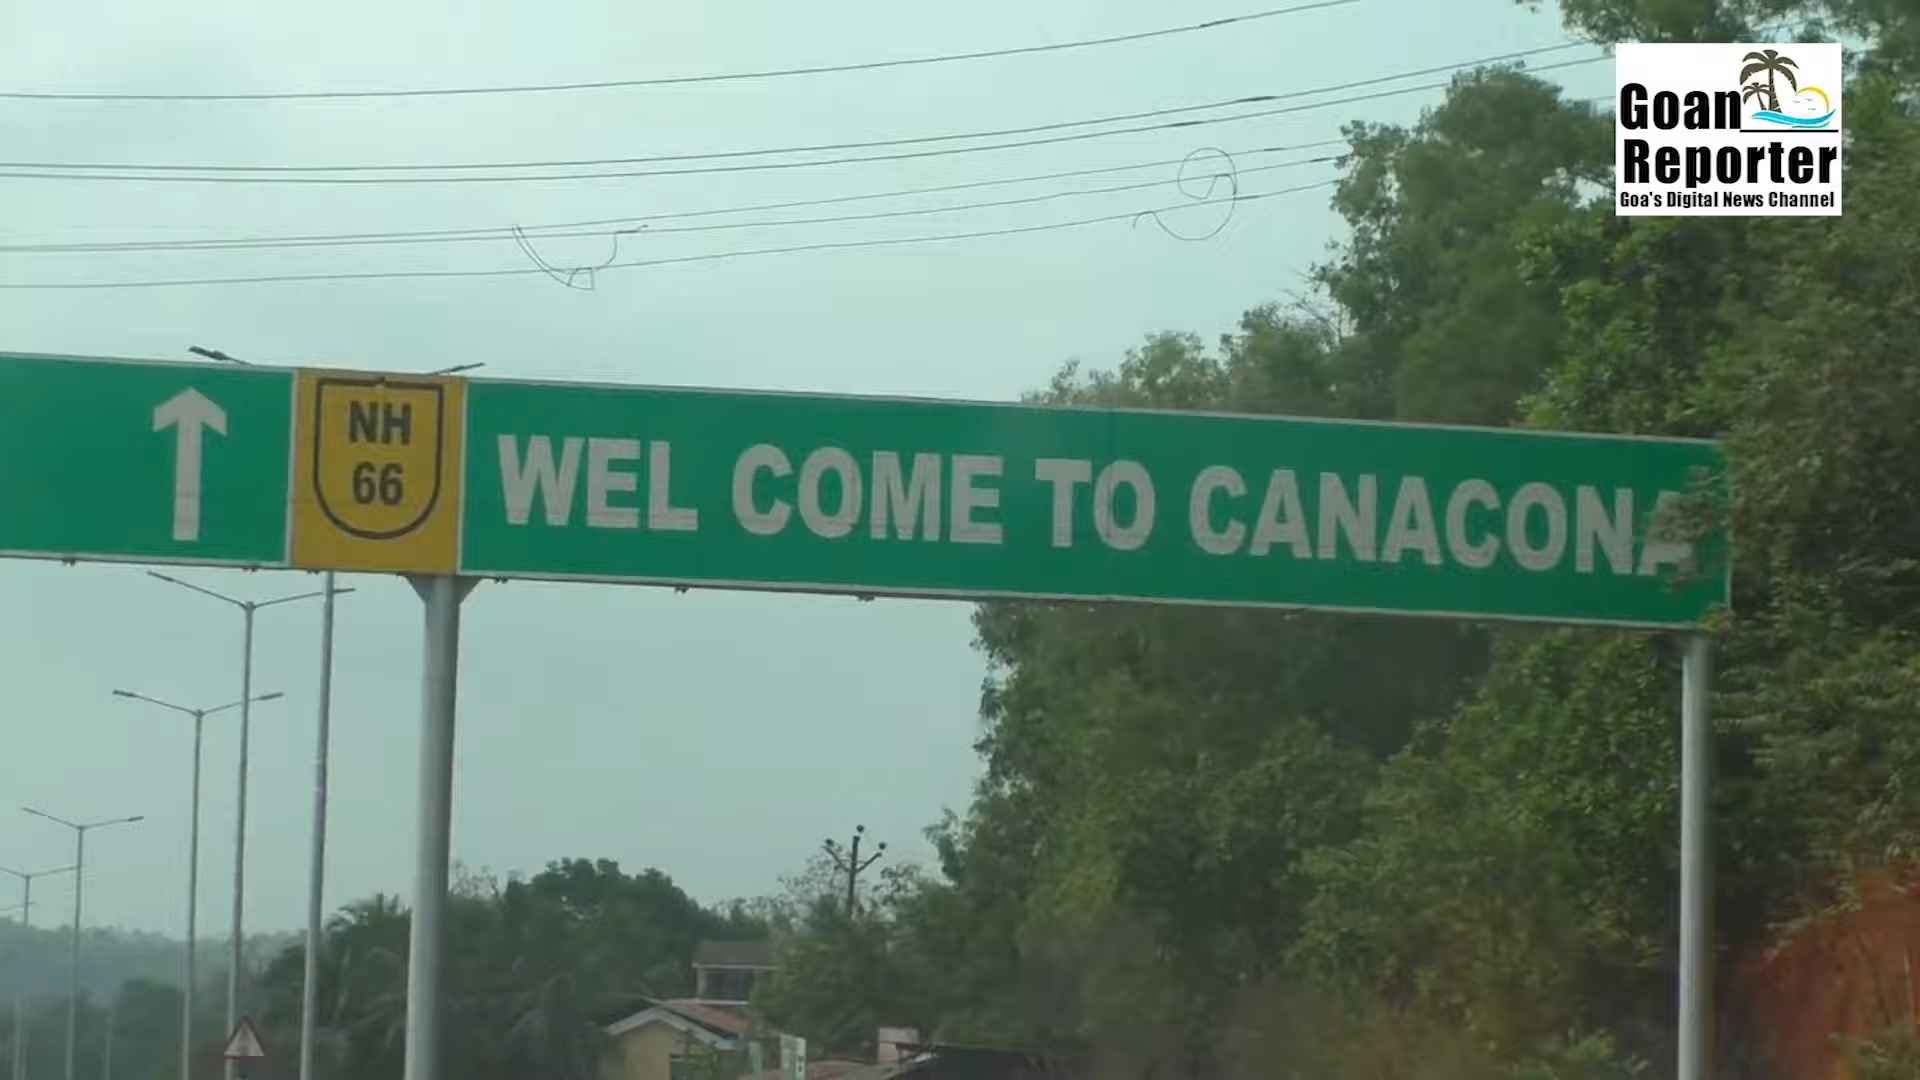 Goan
Reporter
Goa's Digital News Channel
NH
66
WEL COME TO CANACONA